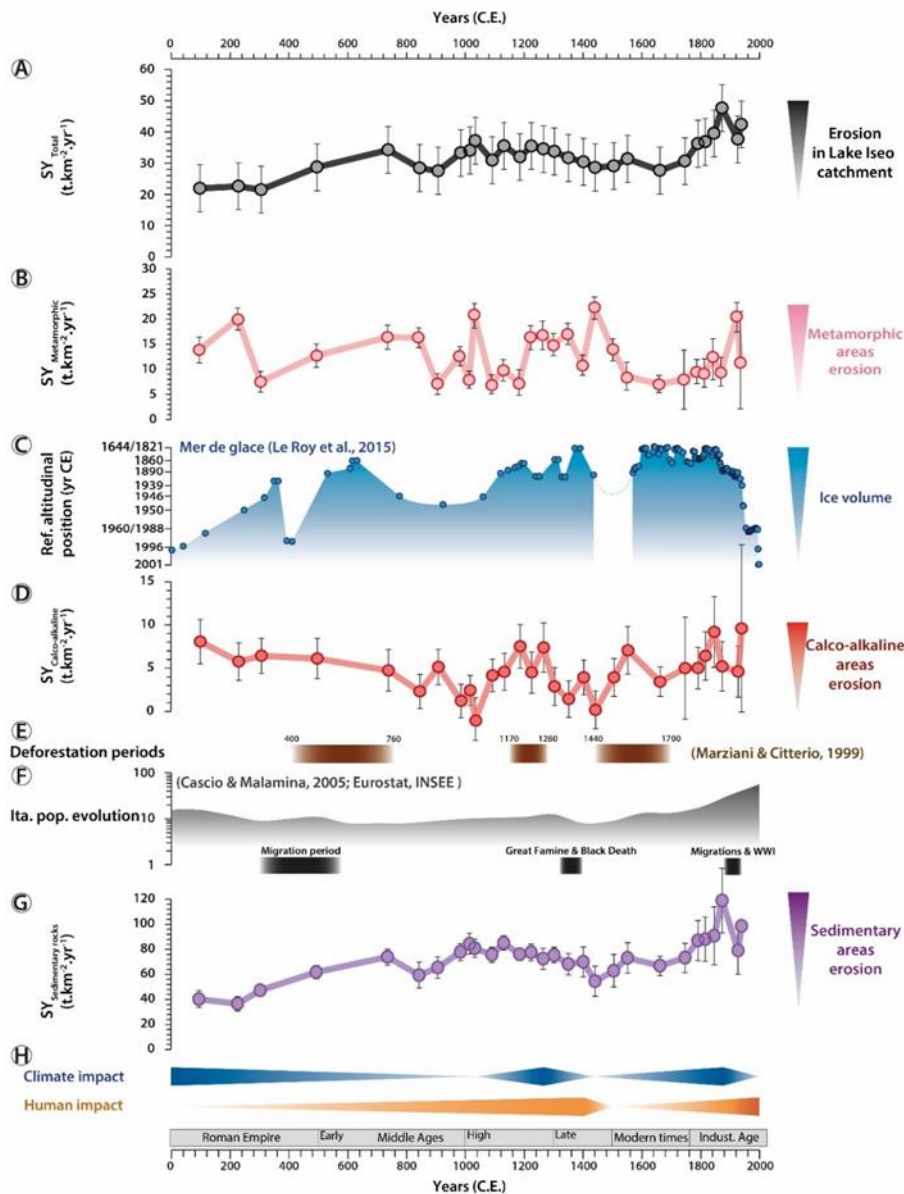 Years (C.E.)
0 200 400 600 800 1000 1200 1400 1600 1800 2000
A
SY Total
(t.km-2.yr-1)
60
50
40
30
20
10
0
Erosion
in Lake Iseo
catchment
B
SY Metamorphic
(t.km-2.yr-1)
30
25
20
15
10
5
0
Metamorphic
areas
erosion
C
Mer de glace (Le Roy et al., 2015)
Ref. altitudinal
position (yr CE)
1644/1821
1860
1890
1939
1946
1950
1960/1988
1996
2001
Ice volume
D
SY Calco-alkaline
(t.km-2.yr-1)
15
10
5
0
Calco-alkaline
areas
erosion
E
Deforestation periods
400 760 1170 1280 1440 1700
(Marziani & Citterio, 1999)
F
(Cascio & Malamina, 2005; Eurostat, INSEE )
Ita. pop. evolution
100
10
1
Migration period
Great Famine & Black Death
Migrations & WWI
G
SY Sedimentary rocks
(t.km-2.yr-1)
120
100
80
60
40
20
0
Sedimentary
areas
erosion
H
Climate impact
Human impact
Roman Empire Early Middle Ages High Late Modern times Indust. Age
0 200 400 600 800 1000 1200 1400 1600 1800 2000
Years (C.E.)